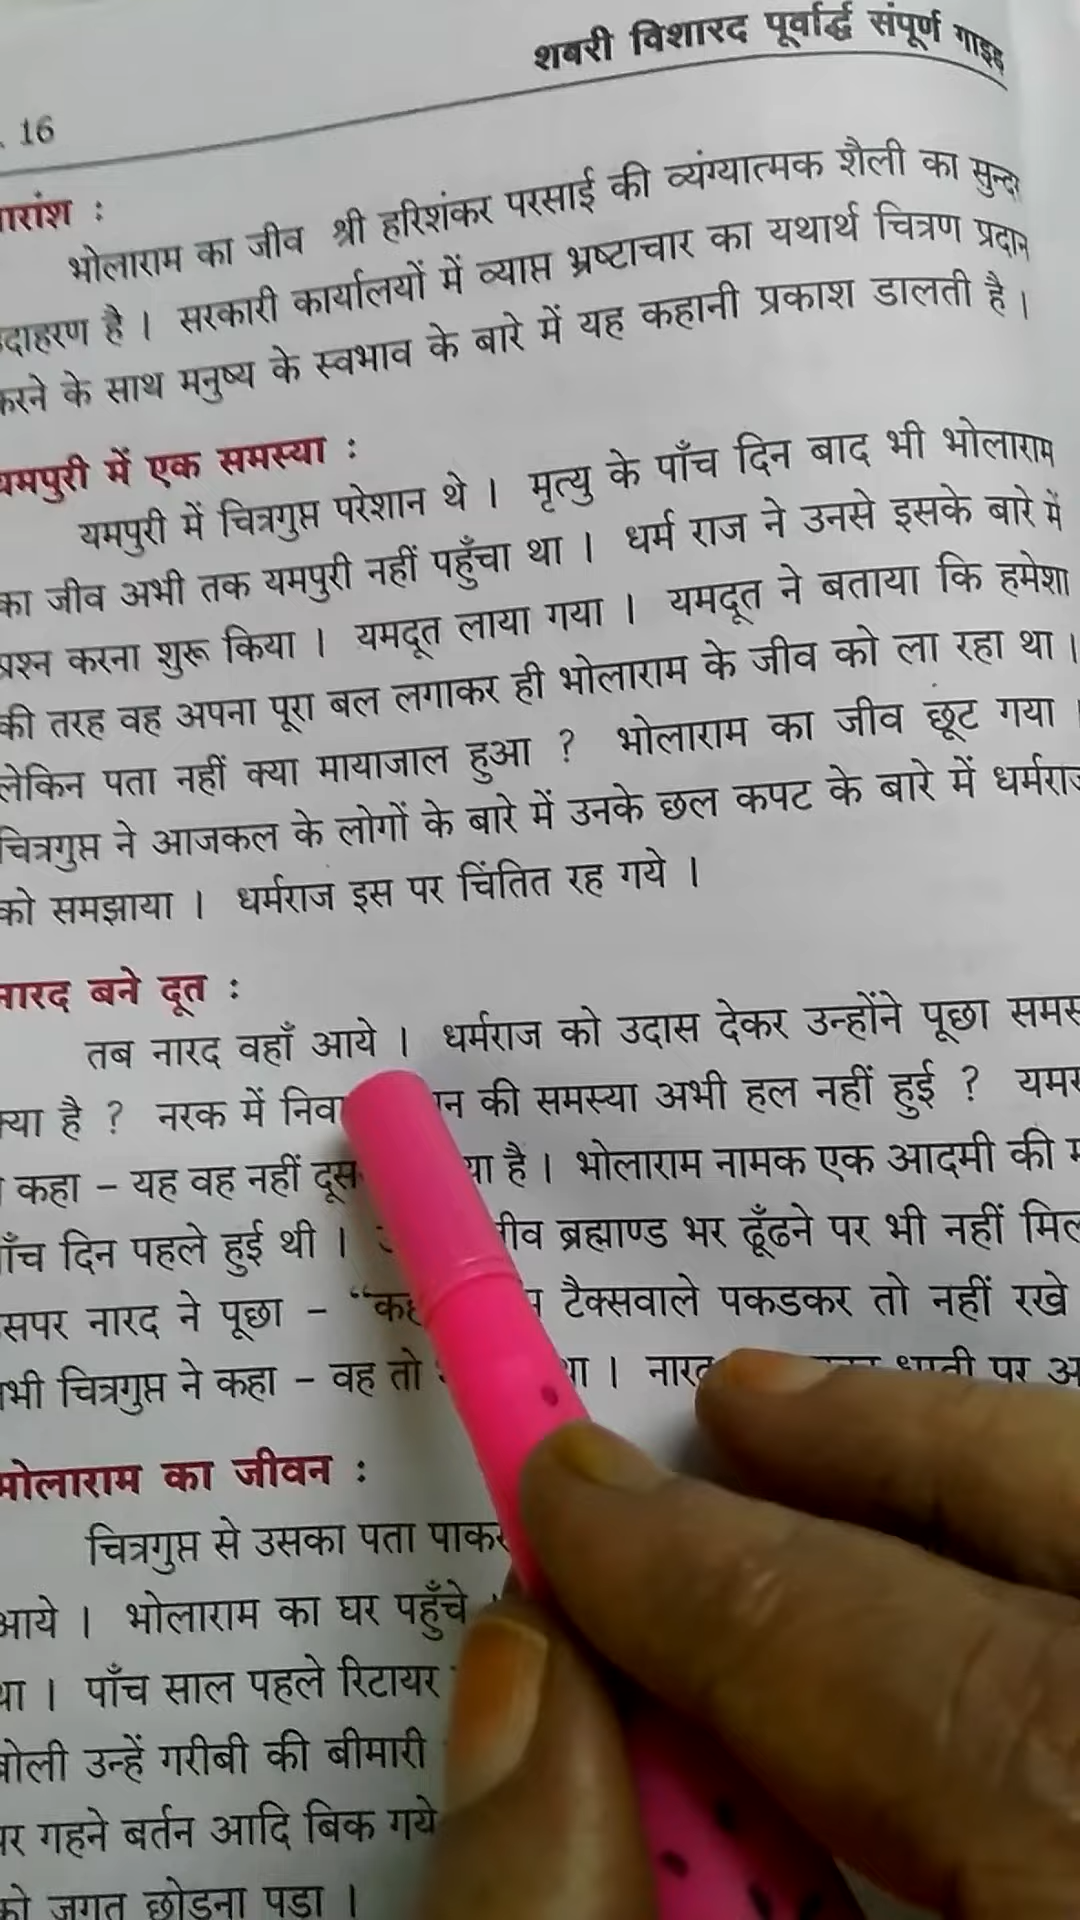 शबरी विशारद पूर्वार्द्ध संपूर्ण गाइड
16
भोलाराम का जीव श्री हरिशंकर परसाई की व्यंग्यात्मक शैली का सुन्दर
है । सरकारी कार्यालयों में व्याप्त भ्रष्टाचार का यथार्थ चित्रण प्रदान
करने के साथ मनुष्य के स्वभाव के बारे में यह कहानी प्रकाश डालती है ।
यमपुरी में एक समस्या :
यमपुरी में चित्रगुप्त परेशान थे । मृत्यु के पाँच दिन बाद भी भोलाराम
का जीव अभी तक यमपुरी नहीं पहुँचा था । धर्म राज ने उनसे इसके बारे में
प्रश्न करना शुरू किया । यमदूत लाया गया । यमदूत ने बताया कि हमेशा
की तरह वह अपना पूरा बल लगाकर ही भोलाराम के जीव को ला रहा था ।
लेकिन पता नहीं क्या मायाजाल हुआ ? भोलाराम का जीव छूंट गया ।
चित्रगुप्त ने आजकल के लोगों के बारे में उनके छल कपट के बारे में धर्मराज
को समझाया । धर्मराज इस पर चिंतित रह गये ।
नारद बने दूत :
तब नारद वहाँ आये । धर्मराज को उदास देकर उन्होंने पूछा
क्या है ? नरक में की समस्या अभी हल नहीं हुई ?
कहा – यह वह नहीं है । भोलाराम नामक एक आदमी की
दिन पहले हुई थी । ब्रह्माण्ड भर ढूँढने पर भी नहीं
नारद ने पूछा – टैक्सवाले पकडकर तो नहीं रखे
चित्रगुप्त ने कहा – वह तो । पर
भोलाराम का जीवन :
चित्रगुप्त से उसका पता
आये । भोलाराम का घर पहुँचे
था । पाँच साल पहले रिटायर
बोली उन्हें गरीबी की बीमारी
गहने बर्तन आदि बिक गये
को जगत छोडना पडा ।